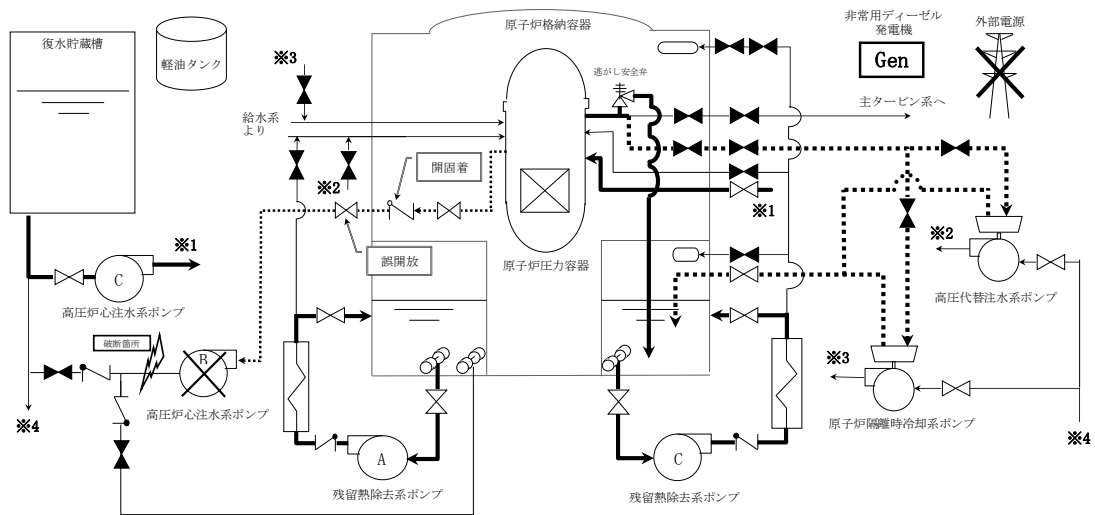 復水貯蔵槽
軽油タンク
※3
給水系
より
※2
開固着
誤開放
原子炉格納容器
逃がし安全弁
原子炉圧力容器
非常用ディーゼル
発電機
Gen
外部電源
主タービン系へ
※1
※1
C
高圧炉心注水系ポンプ
破断箇所
B
高圧炉心注水系ポンプ
※4
A
残留熱除去系ポンプ
C
残留熱除去系ポンプ
※2
高圧代替注水系ポンプ
※3
原子炉隔離時冷却系ポンプ
※4